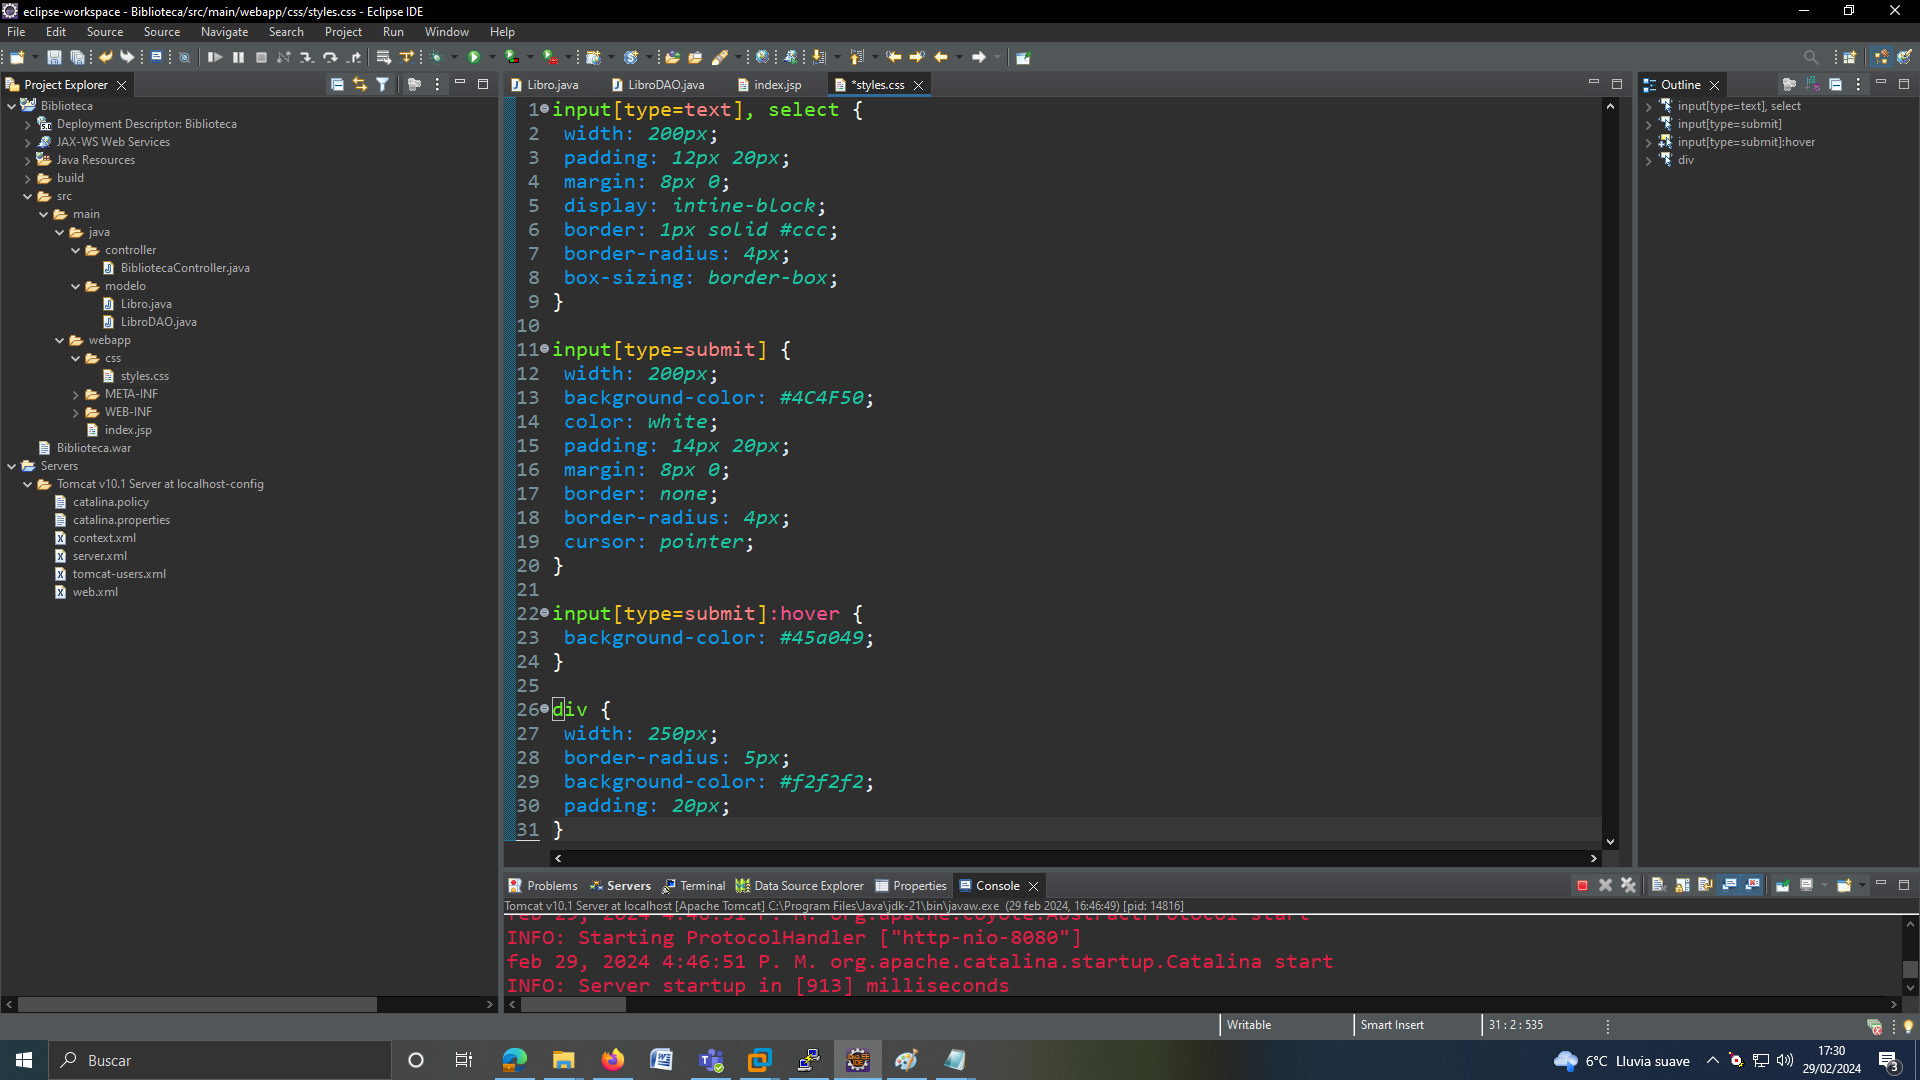 eclipse-workspace - Biblioteca/src/main/webapp/css/styles.css - Eclipse IDE
File Edit Source Source Navigate Search Project Run Window Help
Project Explorer
Biblioteca
Deployment Descriptor: Biblioteca
JAX-WS Web Services
Java Resources
build
src
main
java
controller
BibliotecaController.java
modelo
Libro.java
LibroDAO.java
webapp
css
styles.css
META-INF
WEB-INF
index.jsp
Biblioteca.war
Servers
Tomcat v10.1 Server at localhost-config
catalina.policy
catalina.properties
context.xml
server.xml
tomcat-users.xml
web.xml
Libro.java LibroDAO.java index.jsp *styles.css
1 input[type=text], select {
2 width: 200px;
3 padding: 12px 20px;
4 margin: 8px 0;
5 display: intine-block;
6 border: 1px solid #ccc;
7 border-radius: 4px;
8 box-sizing: border-box;
9 }
10
11 input[type=submit] {
12 width: 200px;
13 background-color: #4C4F50;
14 color: white;
15 padding: 14px 20px;
16 margin: 8px 0;
17 border: none;
18 border-radius: 4px;
19 cursor: pointer;
20 }
21
22 input[type=submit]:hover {
23 background-color: #45a049;
24 }
25
26 div {
27 width: 250px;
28 border-radius: 5px;
29 background-color: #f2f2f2;
30 padding: 20px;
31 }
Outline
input[type=text], select
input[type=submit]
input[type=submit]:hover
div
Problems Servers Terminal Data Source Explorer Properties Console
Tomcat v10.1 Server at localhost [Apache Tomcat] C:\Program Files\Java\jdk-21\bin\javaw.exe (29 feb 2024, 16:46:49) [pid: 14816]
feb 29, 2024 4:46:51 P. M. org.apache.coyote.AbstractProtocol start
INFO: Starting ProtocolHandler ["http-nio-8080"]
feb 29, 2024 4:46:51 P. M. org.apache.catalina.startup.Catalina start
INFO: Server startup in [913] milliseconds
Writable Smart Insert 31 : 2 : 535
Buscar
6°C Lluvia suave
17:30
29/02/2024
3